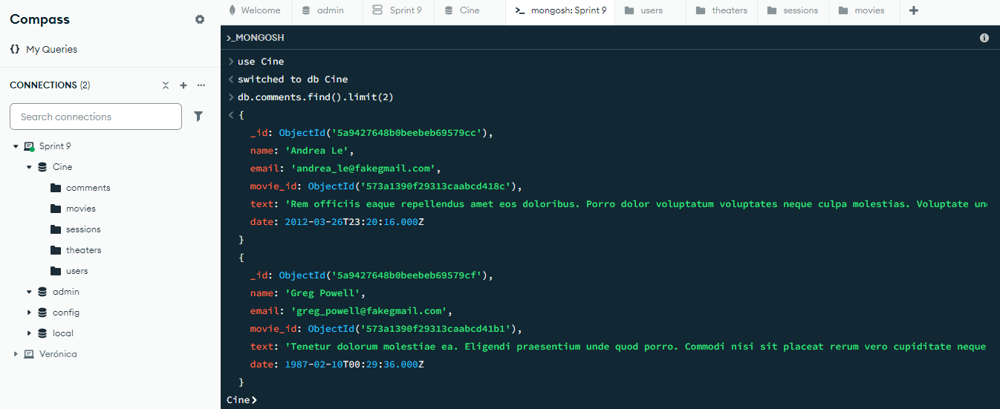 Compass
My Queries
CONNECTIONS (2)
Search connections
Sprint 9
Cine
comments
movies
sessions
theaters
users
admin
config
local
Verónica
Welcome
admin
Sprint 9
Cine
>_ mongosh: Sprint 9
users
theaters
sessions
movies
>_MONGOSH
> use Cine
< switched to db Cine
> db.comments.find().limit(2)
< {
_id: ObjectId('5a9427648b0beebeb69579cc'),
name: 'Andrea Le',
email: 'andrea_le@fakegmail.com',
movie_id: ObjectId('573a1390f29313caabcd418c'),
text: 'Rem officiis eaque repellendus amet eos doloribus. Porro dolor voluptatum voluptates neque culpa molestias. Voluptate
date: 2012-03-26T23:20:16.000Z
}
{
_id: ObjectId('5a9427648b0beebeb69579cf'),
name: 'Greg Powell',
email: 'greg_powell@fakegmail.com',
movie_id: ObjectId('573a1390f29313caabcd41b1'),
text: 'Tenetur dolorum molestiae ea. Eligendi praesentium unde quod porro. Commodi nisi sit placeat rerum vero cupiditate neque
date: 1987-02-10T00:29:36.000Z
}
Cine>